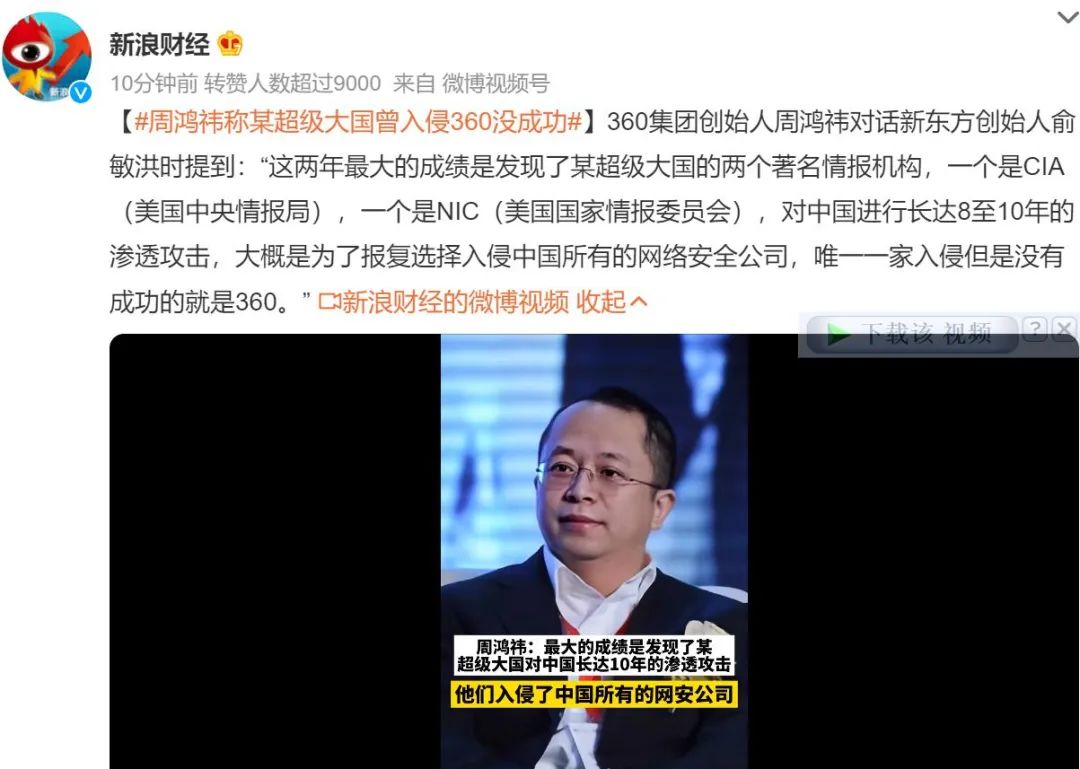 新浪财经
新浪
10分钟前 转赞人数超过9000 来自 微博视频号
【#周鸿祎称某超级大国曾入侵360没成功#】360集团创始人周鸿祎对话新东方创始人俞
敏洪时提到：“这两年最大的成绩是发现了某超级大国的两个著名情报机构，一个是CIA
（美国中央情报局），一个是NIC（美国国家情报委员会），对中国进行长达8至10年的
渗透攻击，大概是为了报复选择入侵中国所有的网络安全公司，唯一一家入侵但是没有
成功的就是360。” 新浪财经的微博视频 收起
下载该 视频 ?
周鸿祎：最大的成绩是发现了某
超级大国对中国长达10年的渗透攻击
他们入侵了中国所有的网安公司